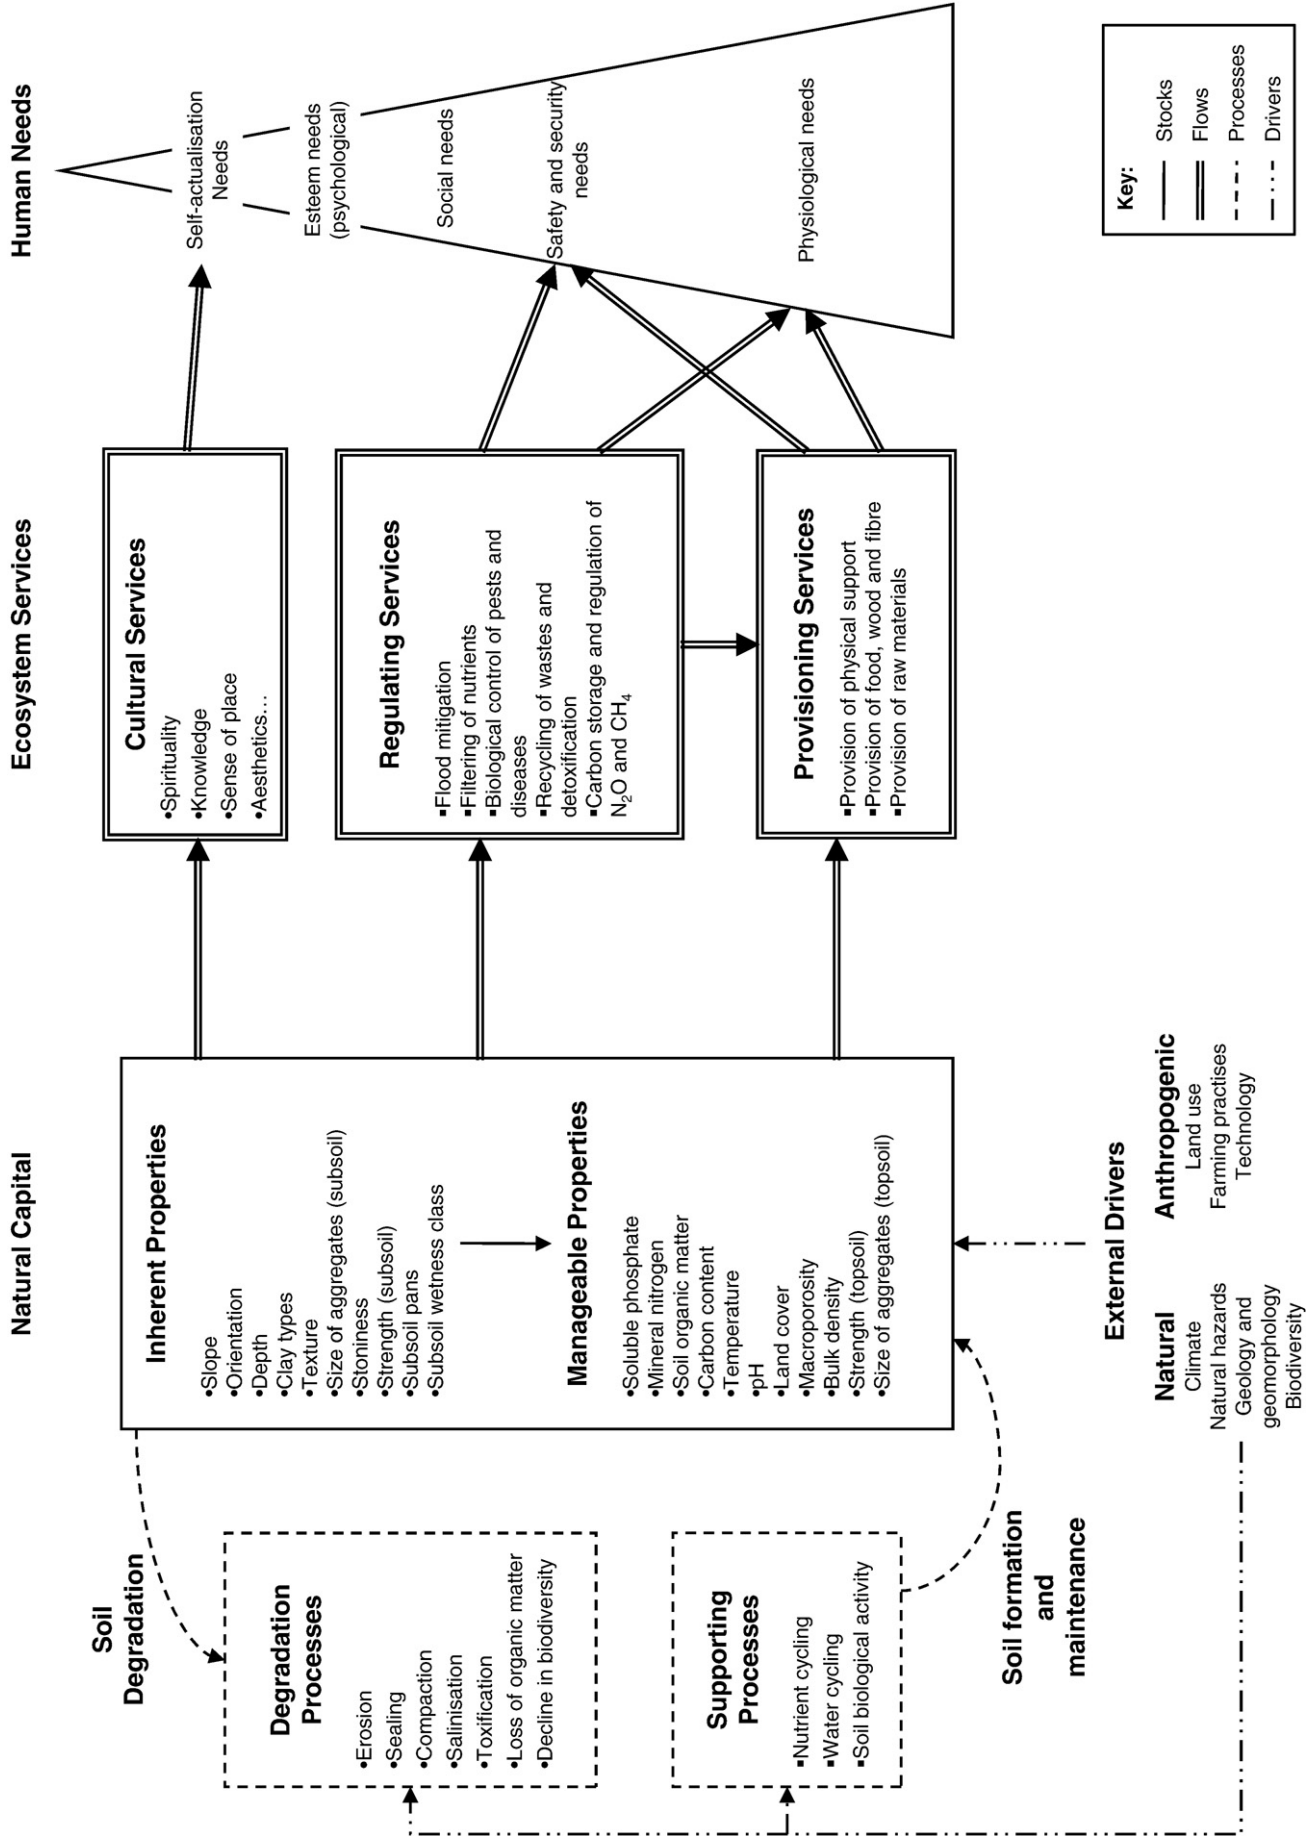 Natural Capital
Ecosystem Services
Human Needs
Soil
Degradation
Degradation
Processes
•Erosion
•Sealing
•Compaction
•Salinisation
•Toxification
•Loss of organic matter
•Decline in biodiversity
Supporting
Processes
▪Nutrient cycling
▪Water cycling
▪Soil biological activity
Soil formation
and
maintenance
Inherent Properties
•Slope
•Orientation
•Depth
•Clay types
•Texture
•Size of aggregates (subsoil)
•Stoniness
•Strength (subsoil)
•Subsoil pans
•Subsoil wetness class
Manageable Properties
•Soluble phosphate
•Mineral nitrogen
•Soil organic matter
•Carbon content
•Temperature
•pH
•Land cover
•Macroporosity
•Bulk density
•Strength (topsoil)
•Size of aggregates (topsoil)
External Drivers
Natural
Climate
Natural hazards
Geology and
geomorphology
Biodiversity
Anthropogenic
Land use
Farming practises
Technology
Cultural Services
•Spirituality
•Knowledge
•Sense of place
•Aesthetics…
Regulating Services
▪Flood mitigation
▪Filtering of nutrients
▪Biological control of pests and
diseases
▪Recycling of wastes and
detoxification
▪Carbon storage and regulation of
N₂O and CH₄
Provisioning Services
▪Provision of physical support
▪Provision of food, wood and fibre
▪Provision of raw materials
Self-actualisation
Needs
Esteem needs
(psychological)
Social needs
Safety and security
needs
Physiological needs
Key:
Stocks
Flows
Processes
Drivers